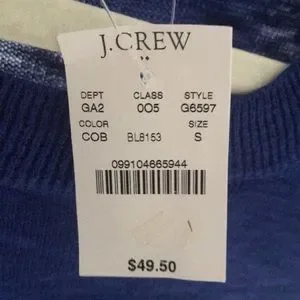 J.CREW
DEPT CLASS STYLE
GA2 005 G6597
COLOR SIZE
COB BL8153 S
099104665944
$49.50